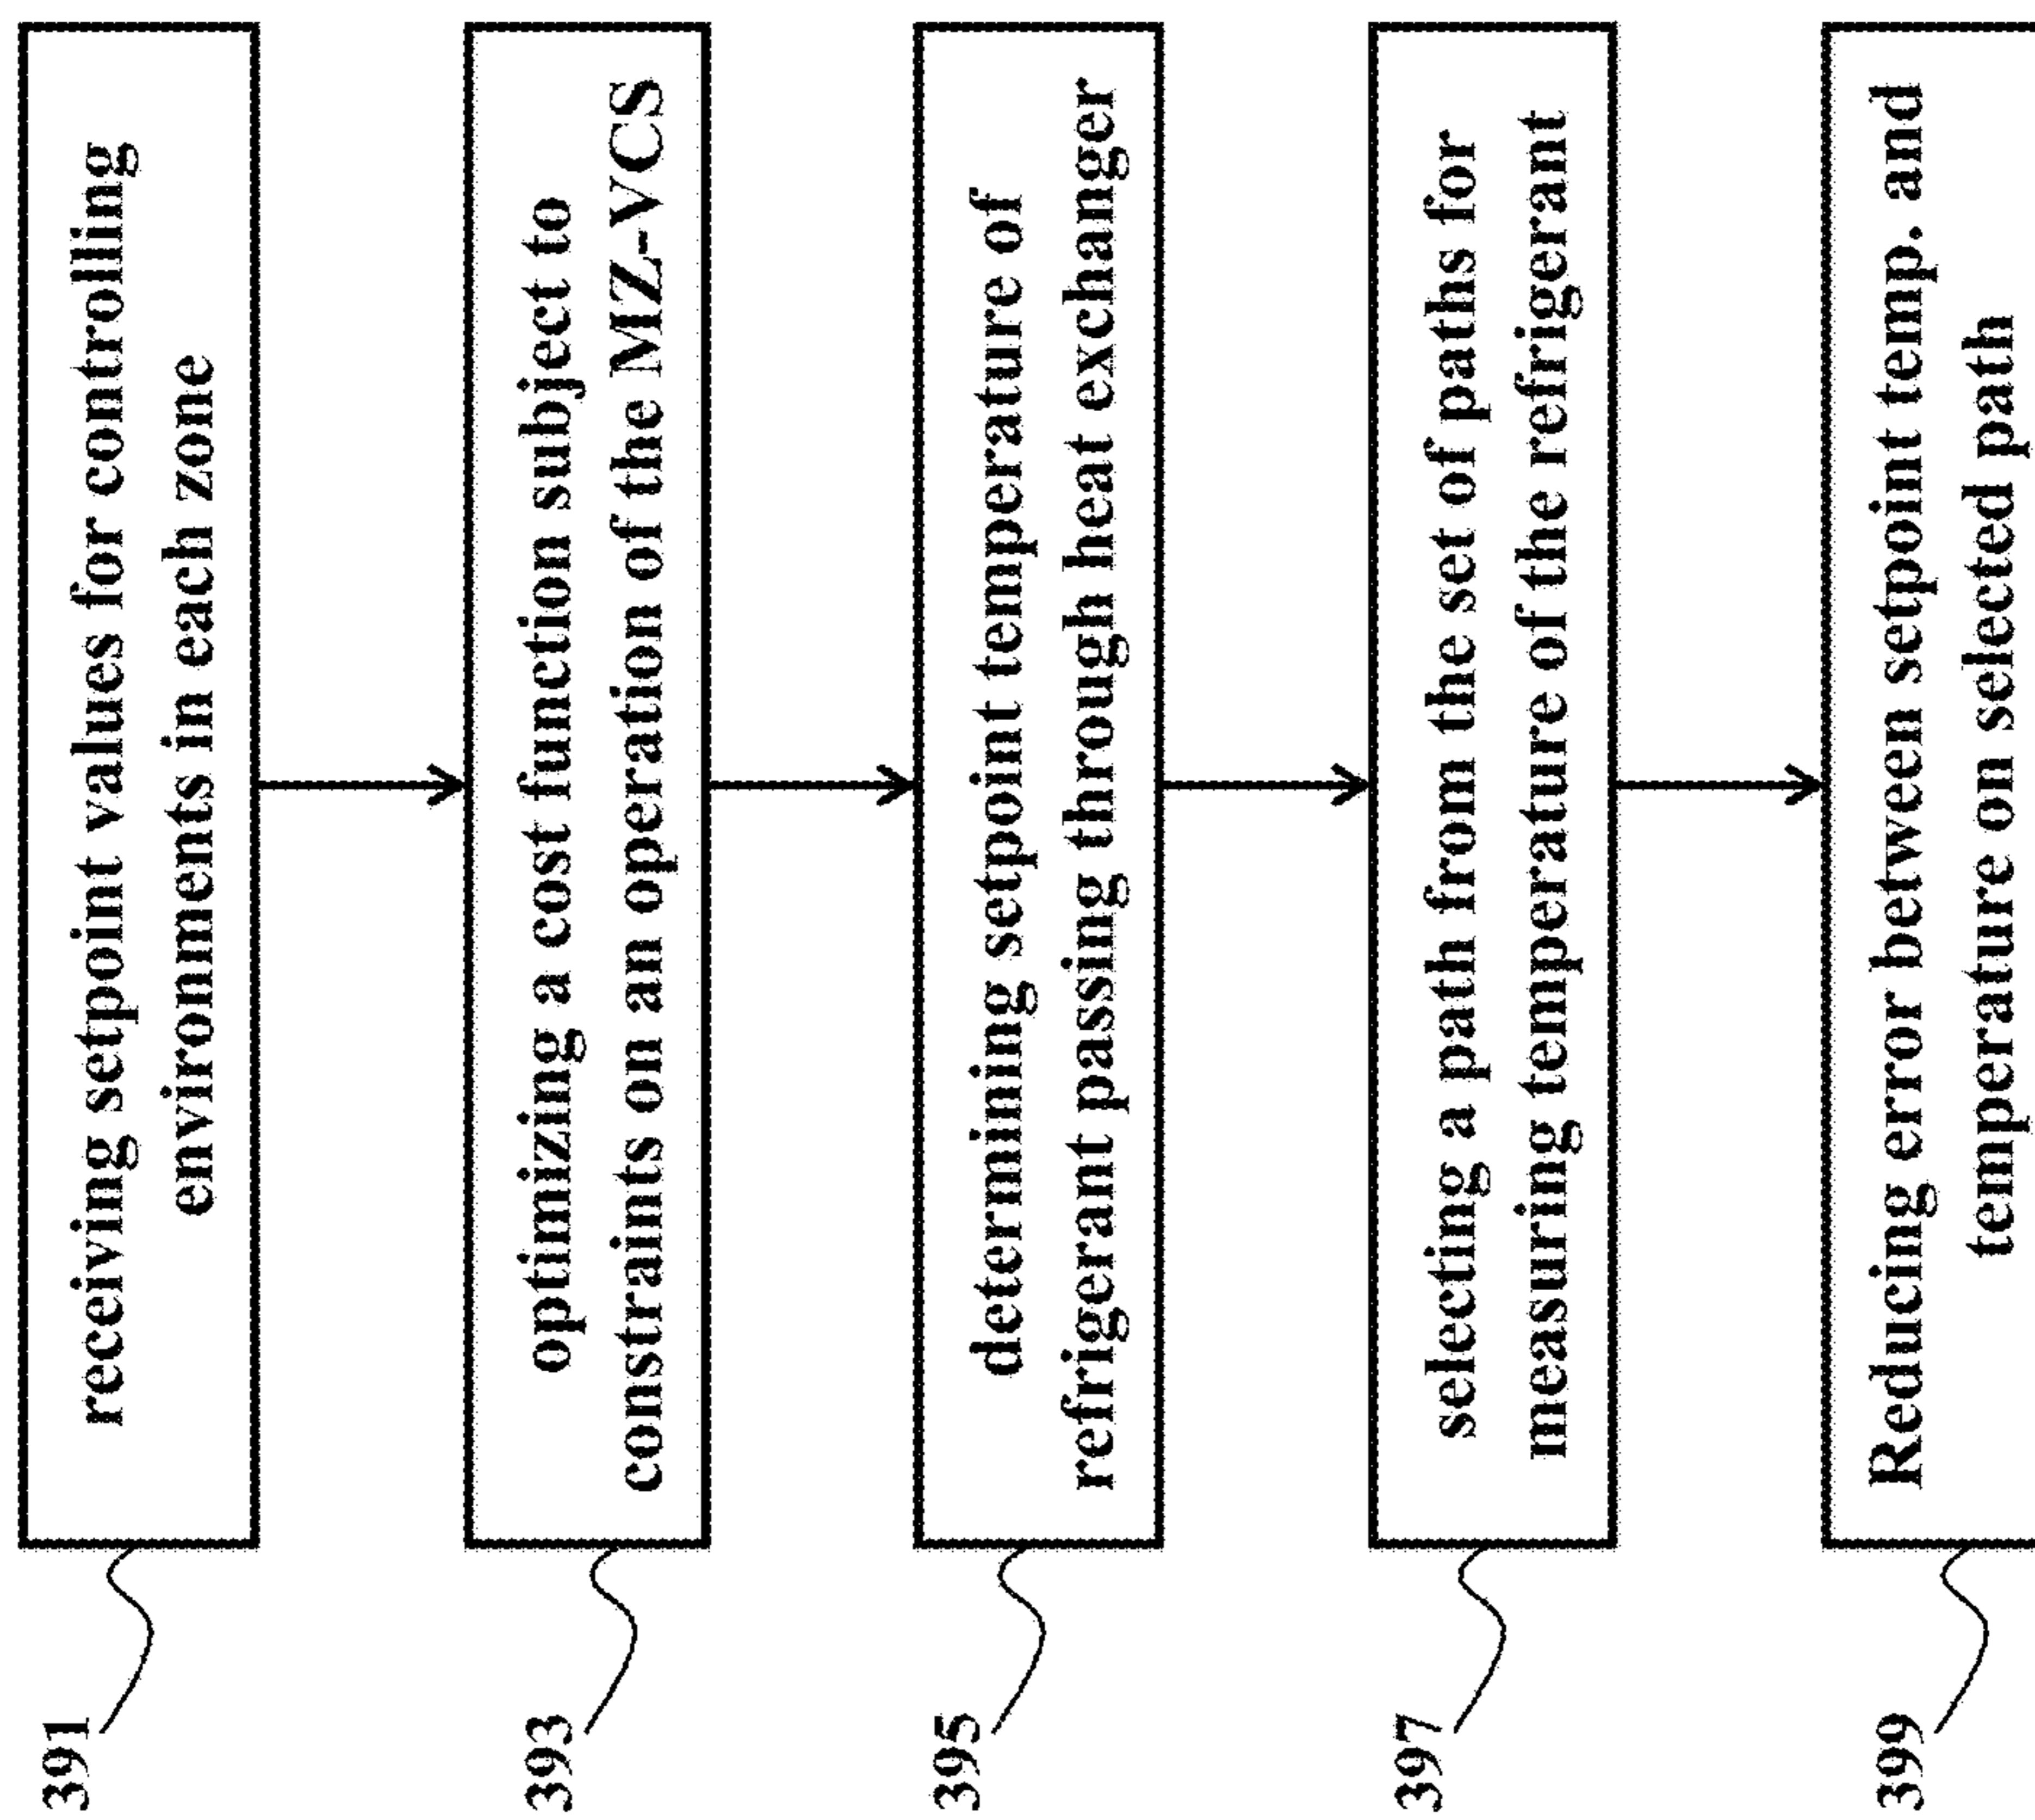 391
receiving setpoint values for controlling
environments in each zone
393
optimizing a cost function subject to
constraints on an operation of the MZ-VCS
395
determining setpoint temperature of
refrigerant passing through heat exchanger
397
selecting a path from the set of paths for
measuring temperature of the refrigerant
399
Reducing error between setpoint temp. and
temperature on selected path